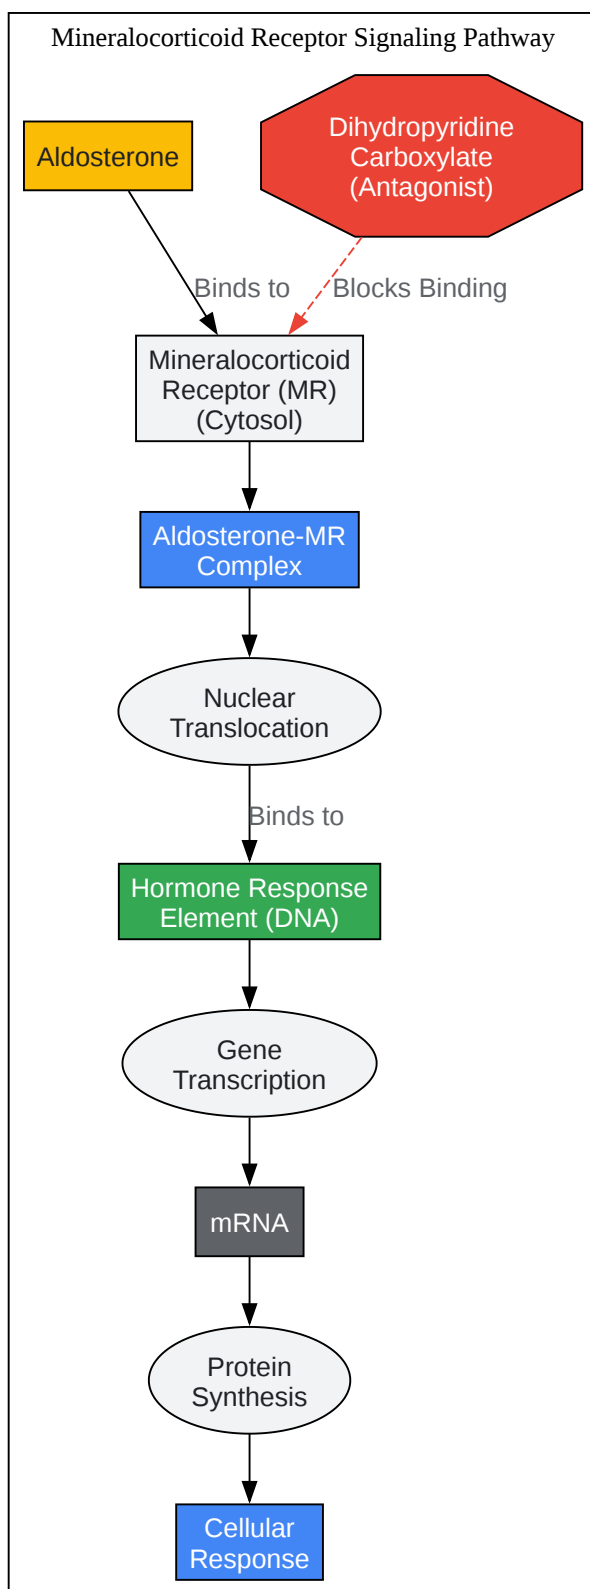 Mineralocorticoid Receptor Signaling Pathway
Aldosterone
Dihydropyridine
Carboxylate
(Antagonist)
Binds to
Blocks Binding
Mineralocorticoid
Receptor (MR)
(Cytosol)
Aldosterone-MR
Complex
Nuclear
Translocation
Binds to
Hormone Response
Element (DNA)
Gene
Transcription
mRNA
Protein
Synthesis
Cellular
Response